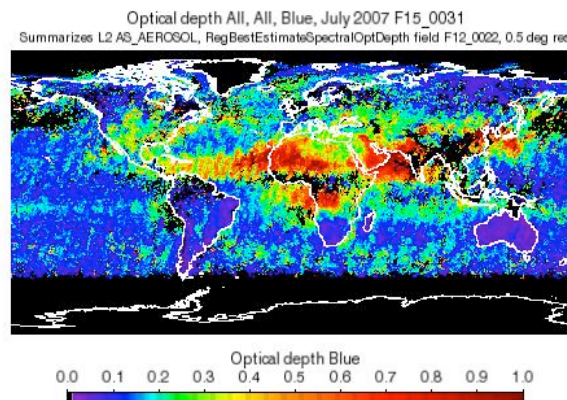 Optical depth All, All, Blue, July 2007 F15_0031
Summarizes L2 AS_AEROSOL, RegBestEstimateSpectralOptDepth field F12_0022, 0.5 deg res
Optical depth Blue
0.0 0.1 0.2 0.3 0.4 0.5 0.6 0.7 0.8 0.9 1.0